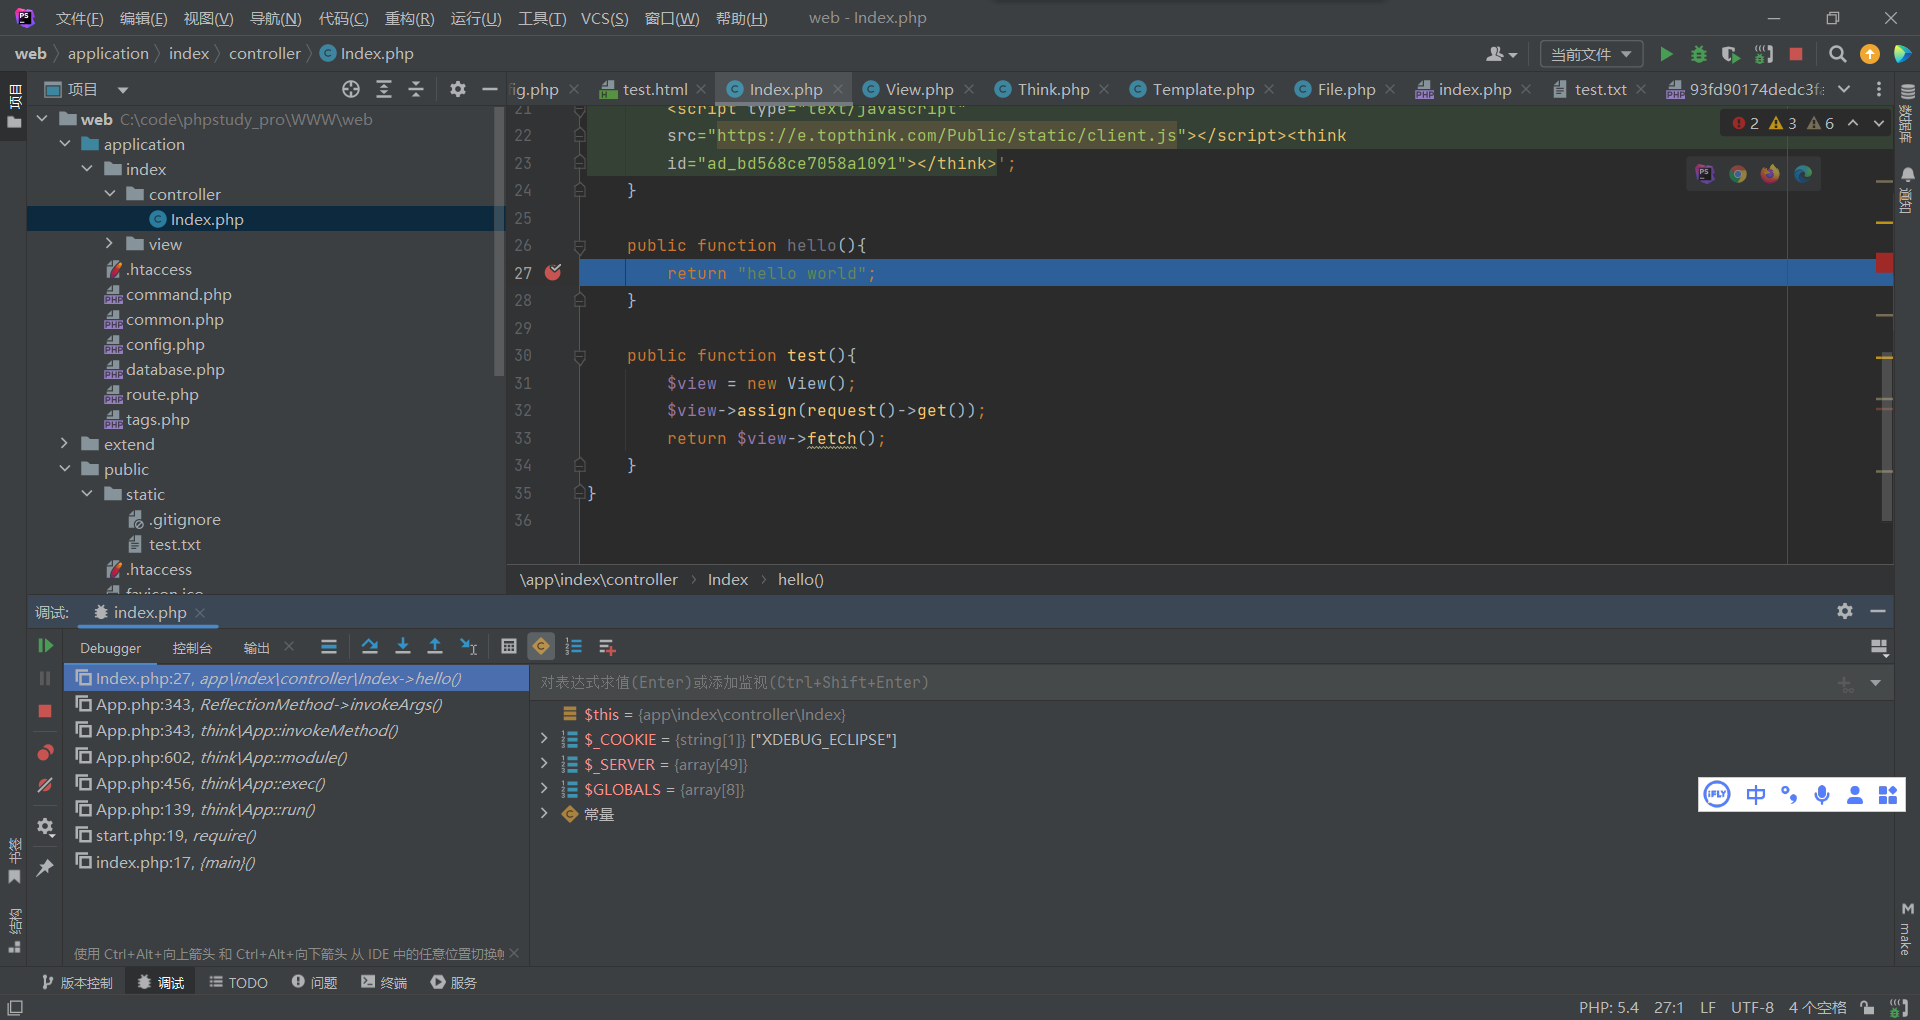 文件(F) 编辑(E) 视图(V) 导航(N) 代码(C) 重构(R) 运行(U) 工具(T) VCS(S) 窗口(W) 帮助(H) web - Index.php
web application index controller Index.php
当前文件
项目
ig.php test.html Index.php View.php Think.php Template.php File.php index.php test.txt 93fd90174dedc3f
项目
web C:\code\phpstudy_pro\WWW\web
application
index
controller
Index.php
view
.htaccess
command.php
common.php
config.php
database.php
route.php
tags.php
extend
public
static
.gitignore
test.txt
.htaccess
favicon.ico
21 <script type="text/javascript"
22 src="https://e.topthink.com/Public/static/client.js"></script><think
23 id="ad_bd568ce7058a1091"></think>';
24 }
25
26 public function hello(){
27 return "hello world";
28 }
29
30 public function test(){
31 $view = new View();
32 $view->assign(request()->get());
33 return $view->fetch();
34 }
35 }
36
2 3 6
数据库
通知
\app\index\controller Index hello()
调试: index.php
Debugger 控制台 输出
Index.php:27, app\index\controller\Index->hello()
App.php:343, ReflectionMethod->invokeArgs()
App.php:343, think\App::invokeMethod()
App.php:602, think\App::module()
App.php:456, think\App::exec()
App.php:139, think\App::run()
start.php:19, require()
index.php:17, {main}()
使用 Ctrl+Alt+向上箭头 和 Ctrl+Alt+向下箭头 从 IDE 中的任意位置切换
对表达式求值(Enter)或添加监视(Ctrl+Shift+Enter)
$this = {app\index\controller\Index}
$_COOKIE = {string[1]} ["XDEBUG_ECLIPSE"]
$_SERVER = {array[49]}
$GLOBALS = {array[8]}
常量
iFLY 中
书签
结构
make
版本控制 调试 TODO 问题 终端 服务
PHP: 5.4 27:1 LF UTF-8 4 个空格